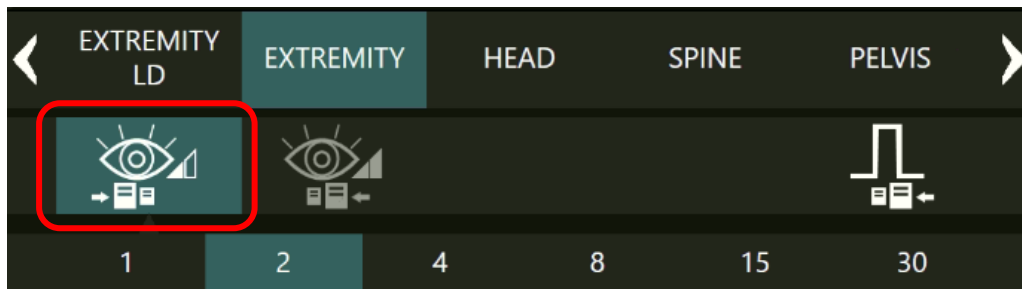 EXTREMITY
LD
EXTREMITY
HEAD
SPINE
PELVIS
1 2 4 8 15 30